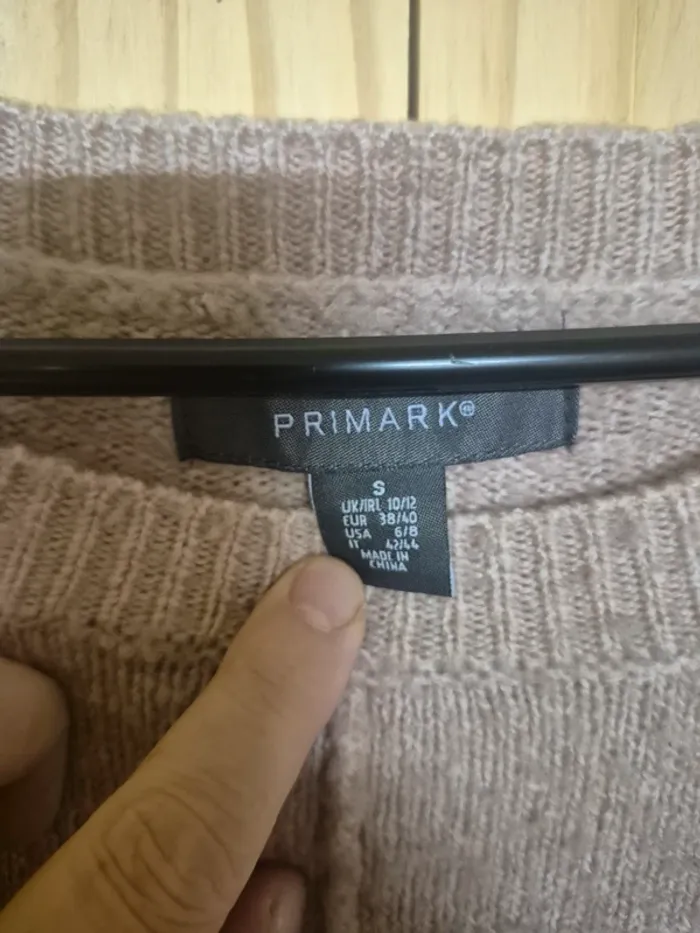 PRIMARK®
S
UK/IRL 10/12
EUR 38/40
USA 6/8
IT 42/44
MADE IN
CHINA